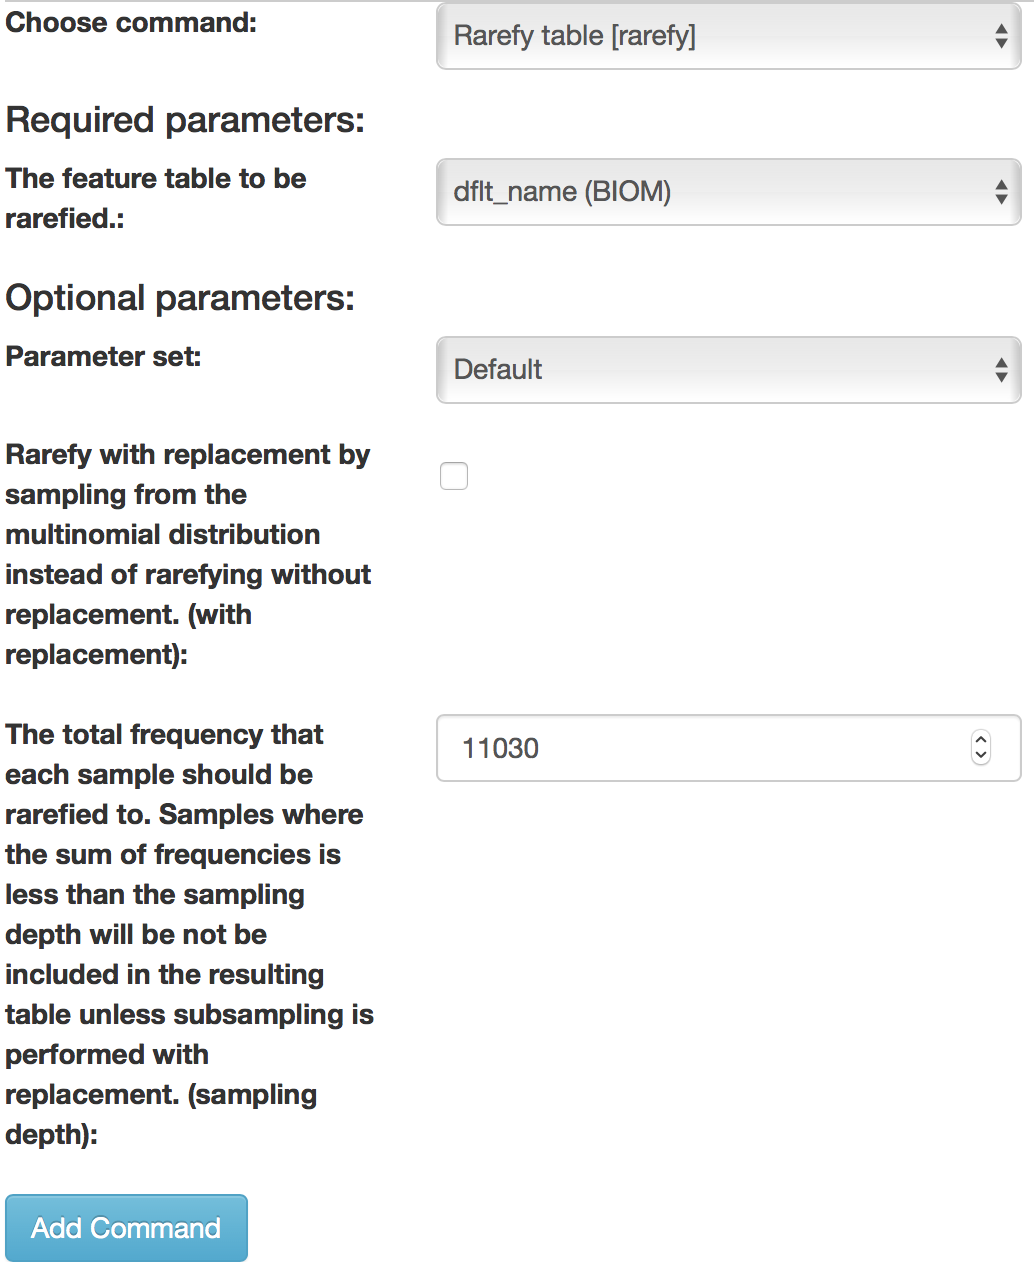 Choose command:
Rarefy table [rarefy]
Required parameters:
The feature table to be
rarefied.:
dflt_name (BIOM)
Optional parameters:
Parameter set:
Default
Rarefy with replacement by
sampling from the
multinomial distribution
instead of rarefying without
replacement. (with
replacement):
The total frequency that
each sample should be
rarefied to. Samples where
the sum of frequencies is
less than the sampling
depth will be not be
included in the resulting
table unless subsampling is
performed with
replacement. (sampling
depth):
11030
Add Command